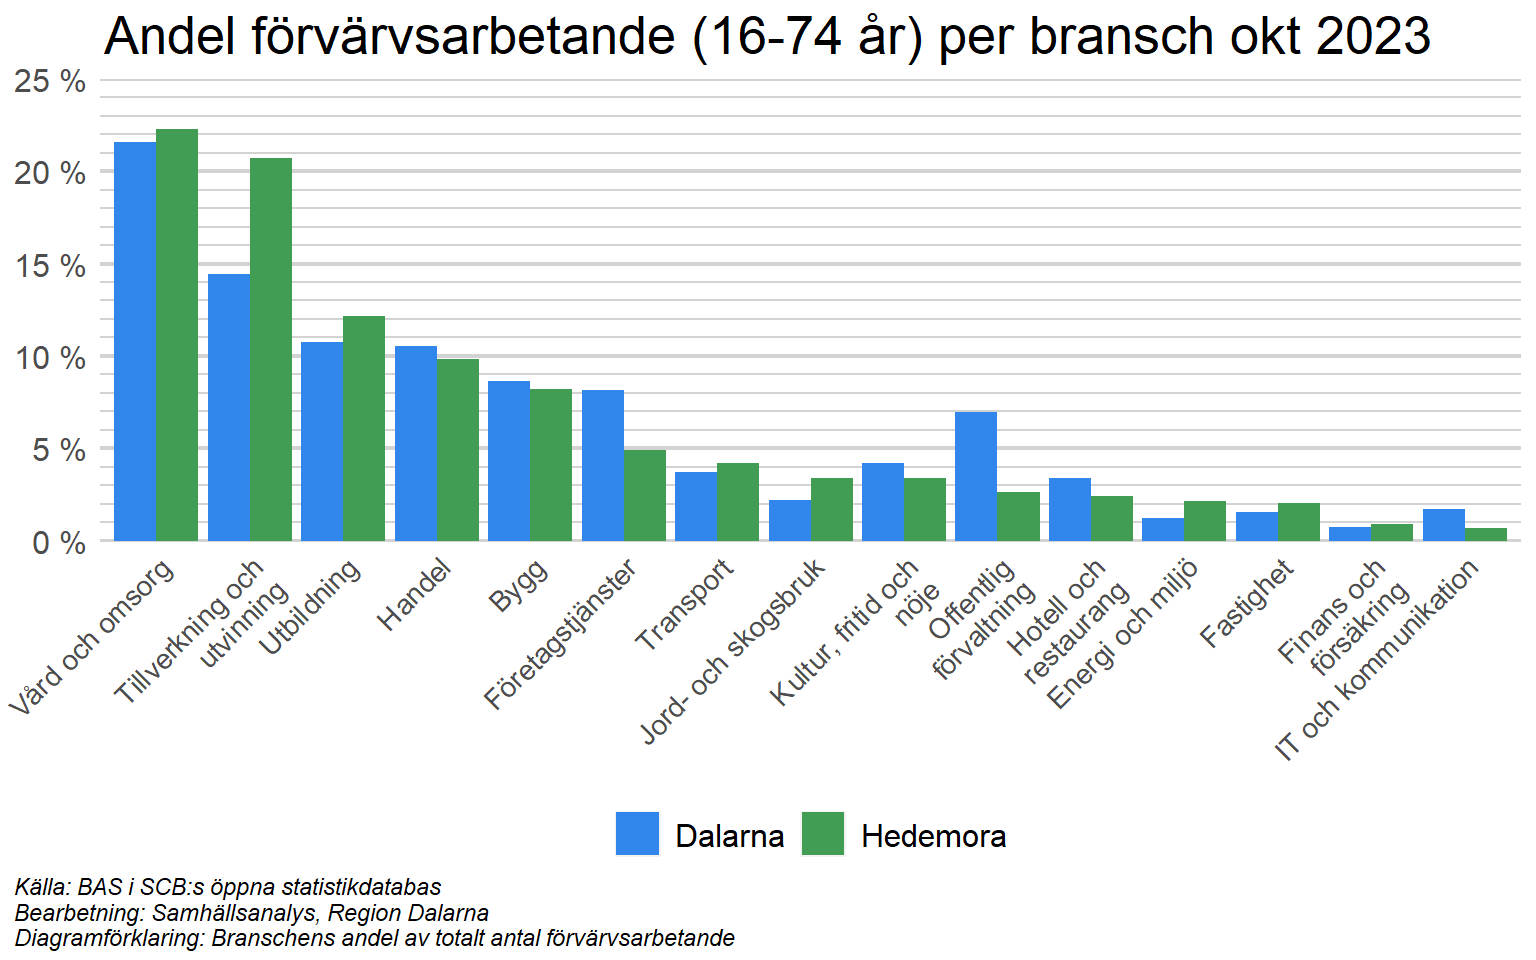 Andel förvärvsarbetande (16-74 år) per bransch okt 2023
25 %
20 %
15 %
10 %
5 %
0 %
Vård och omsorg
Tillverkning och
utvinning
Utbildning
Handel
Bygg
Företagstjänster
Transport
Jord- och skogsbruk
Kultur, fritid och
nöje
Offentlig
förvaltning
Hotell och
restaurang
Energi och miljö
Fastighet
Finans och
försäkring
IT och kommunikation
Dalarna
Hedemora
Källa: BAS i SCB:s öppna statistikdatabas
Bearbetning: Samhällsanalys, Region Dalarna
Diagramförklaring: Branschens andel av totalt antal förvärvsarbetande